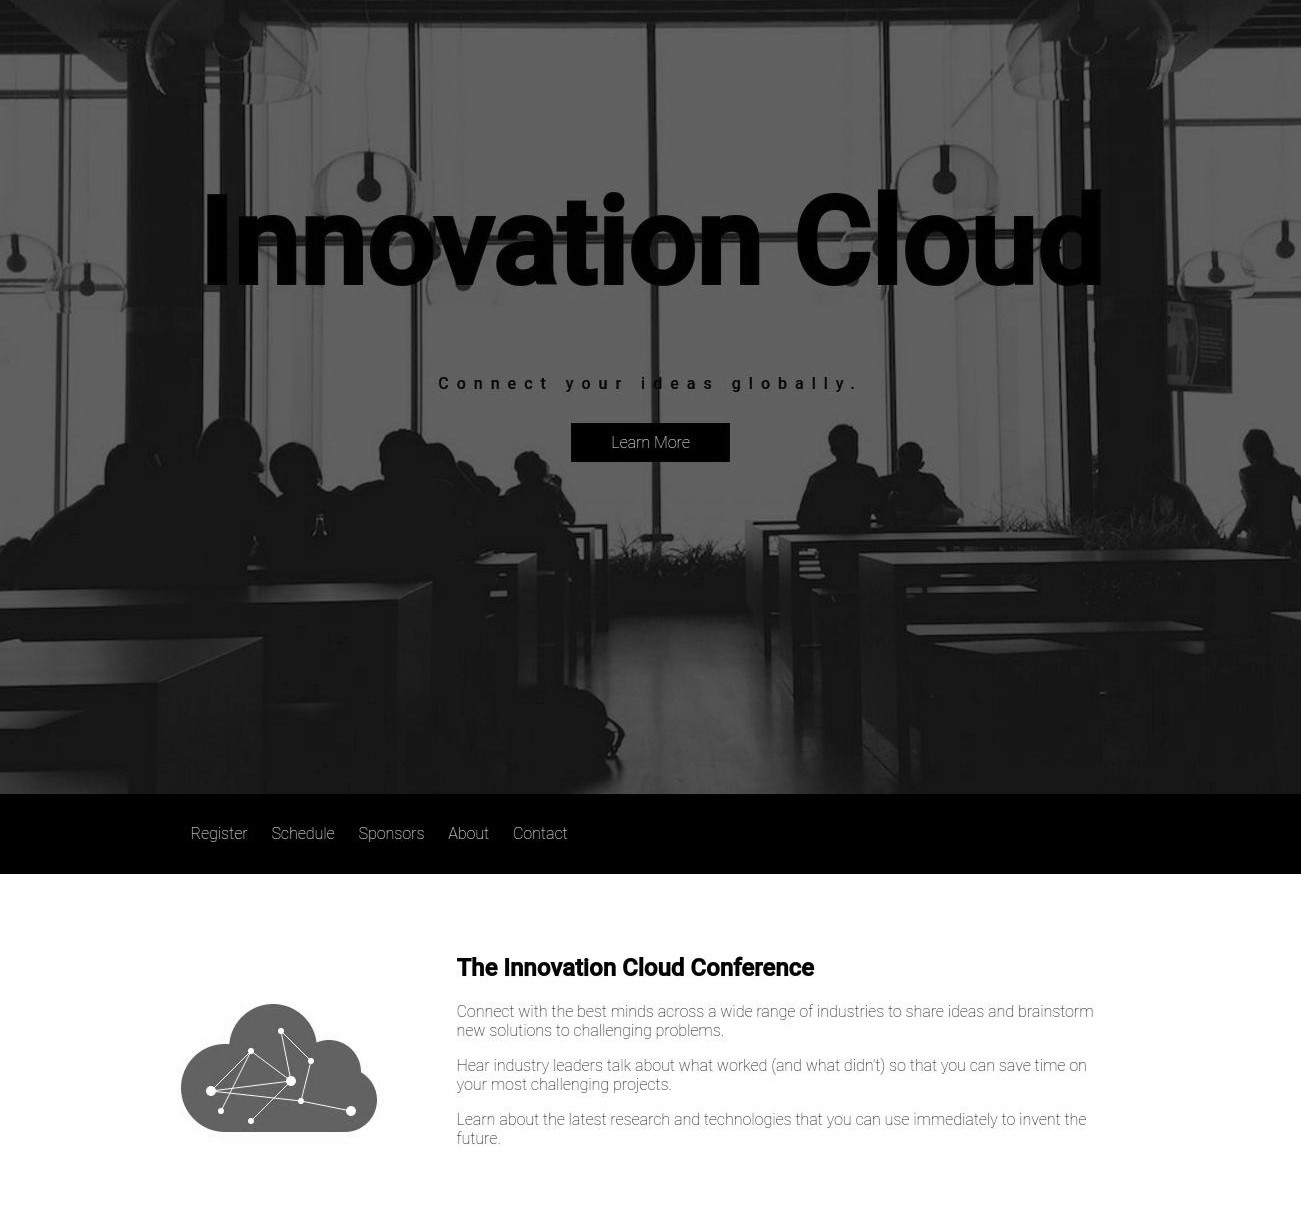 Innovation Cloud
Connect your ideas globally.
Learn More
Register Schedule Sponsors About Contact
The Innovation Cloud Conference
Connect with the best minds across a wide range of industries to share ideas and brainstorm
new solutions to challenging problems.
Hear industry leaders talk about what worked (and what didn't) so that you can save time on
your most challenging projects.
Learn about the latest research and technologies that you can use immediately to invent the
future.